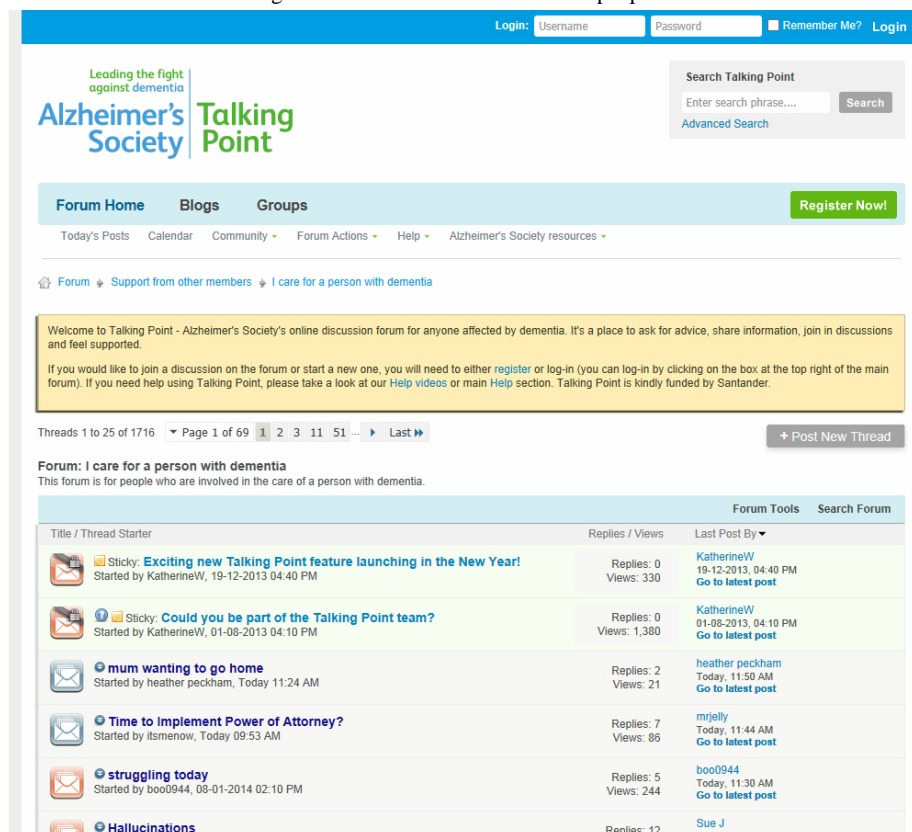 Login: Username Password Remember Me? Login
Leading the fight
against dementia
Alzheimer's
Society
Talking
Point
Search Talking Point
Enter search phrase.... Search
Advanced Search
Forum Home Blogs Groups Register Now!
Today's Posts Calendar Community Forum Actions Help Alzheimer's Society resources
Forum Support from other members I care for a person with dementia
Welcome to Talking Point - Alzheimer's Society's online discussion forum for anyone affected by dementia. It's a place to ask for advice, share information, join in discussions
and feel supported.
If you would like to join a discussion on the forum or start a new one, you will need to either register or log-in (you can log-in by clicking on the box at the top right of the main
forum). If you need help using Talking Point, please take a look at our Help videos or main Help section. Talking Point is kindly funded by Santander.
Threads 1 to 25 of 1716 Page 1 of 69 1 2 3 11 51 ... Last
+ Post New Thread
Forum: I care for a person with dementia
This forum is for people who are involved in the care of a person with dementia.
Forum Tools Search Forum
Title / Thread Starter Replies / Views Last Post By
Sticky: Exciting new Talking Point feature launching in the New Year!
Started by KatherineW, 19-12-2013 04:40 PM
Replies: 0
Views: 330
KatherineW
19-12-2013, 04:40 PM
Go to latest post
Sticky: Could you be part of the Talking Point team?
Started by KatherineW, 01-08-2013 04:10 PM
Replies: 0
Views: 1,380
KatherineW
01-08-2013, 04:10 PM
Go to latest post
mum wanting to go home
Started by heather peckham, Today 11:24 AM
Replies: 2
Views: 21
heather peckham
Today, 11:50 AM
Go to latest post
Time to Implement Power of Attorney?
Started by itsmenow, Today 09:53 AM
Replies: 7
Views: 86
mrjelly
Today, 11:44 AM
Go to latest post
struggling today
Started by boo0944, 08-01-2014 02:10 PM
Replies: 5
Views: 244
boo0944
Today, 11:30 AM
Go to latest post
Hallucinations
Replies: 12
Sue J